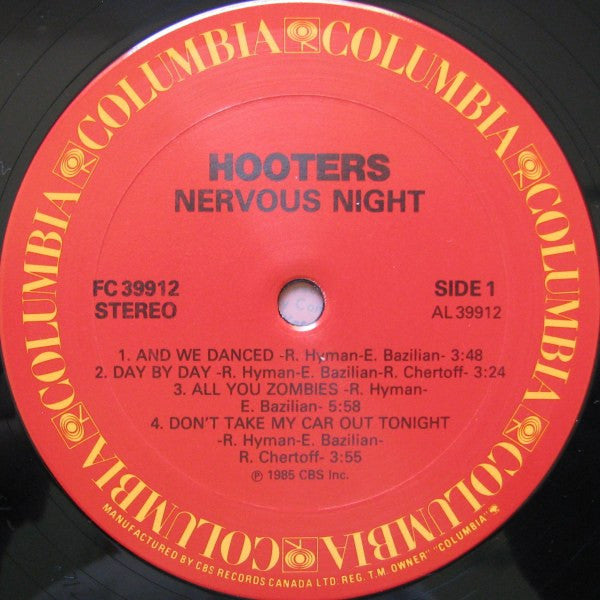 COLUMBIA COLUMBIA COLUMBIA COLUMBIA COLUMBIA COLUMBIA
HOOTERS
NERVOUS NIGHT
FC 39912
STEREO
SIDE 1
AL 39912
1. AND WE DANCED -R. Hyman-E. Bazilian- 3:48
2. DAY BY DAY -R. Hyman-E. Bazilian-R. Chertoff- 3:24
3. ALL YOU ZOMBIES -R. Hyman-
E. Bazilian- 5:58
4. DON'T TAKE MY CAR OUT TONIGHT
-R. Hyman-E. Bazilian-
R. Chertoff- 3:55
℗ 1985 CBS Inc.
MANUFACTURED BY CBS RECORDS CANADA LTD. REG. T.M. OWNER" "COLUMBIA"